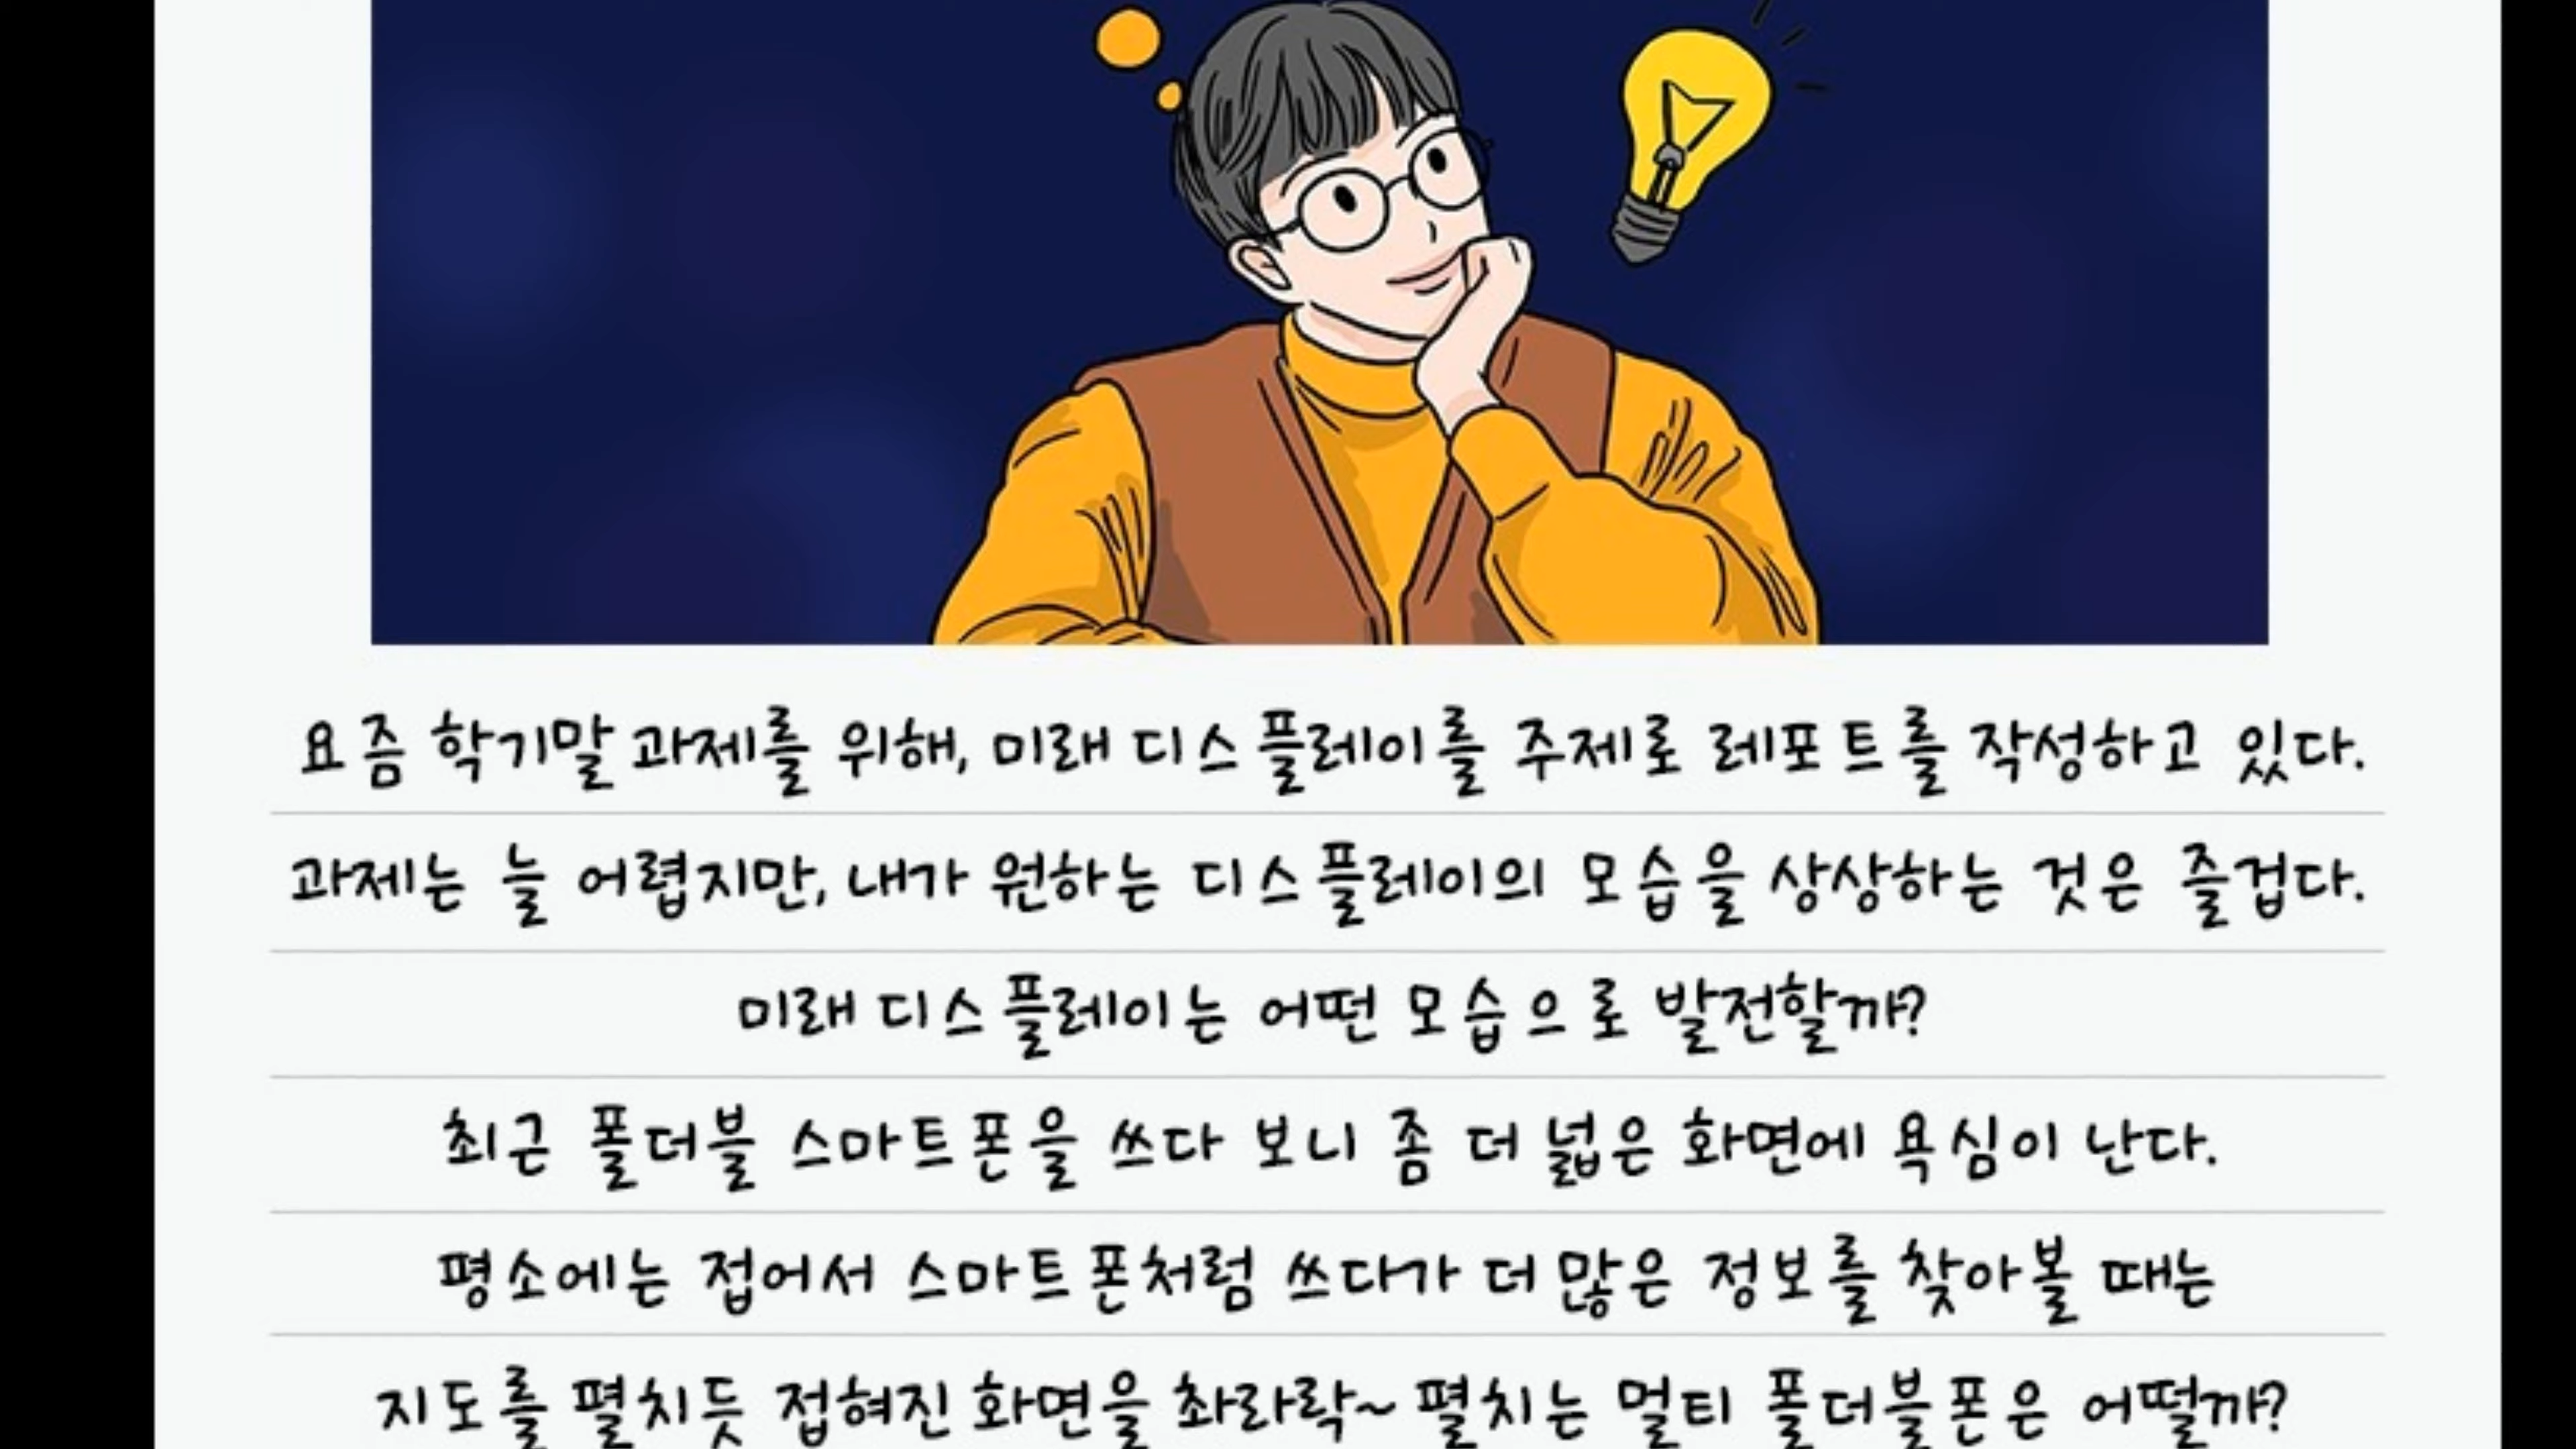 요즘 학기말 과제를 위해, 미래 디스플레이를 주제로 레포트를 작성하고 있다.
과제는 늘 어렵지만, 내가 원하는 디스플레이의 모습을 상상하는 것은 즐겁다.
미래 디스플레이는 어떤 모습으로 발전할까?
최근 폴더블 스마트폰을 쓰다 보니 좀 더 넓은 화면에 욕심이 난다.
평소에는 접어서 스마트폰처럼 쓰다가 더 많은 정보를 찾아볼 때는
지도를 펼치듯 접혀진 화면을 촤라락~ 펼치는 멀티 폴더블폰은 어떨까?